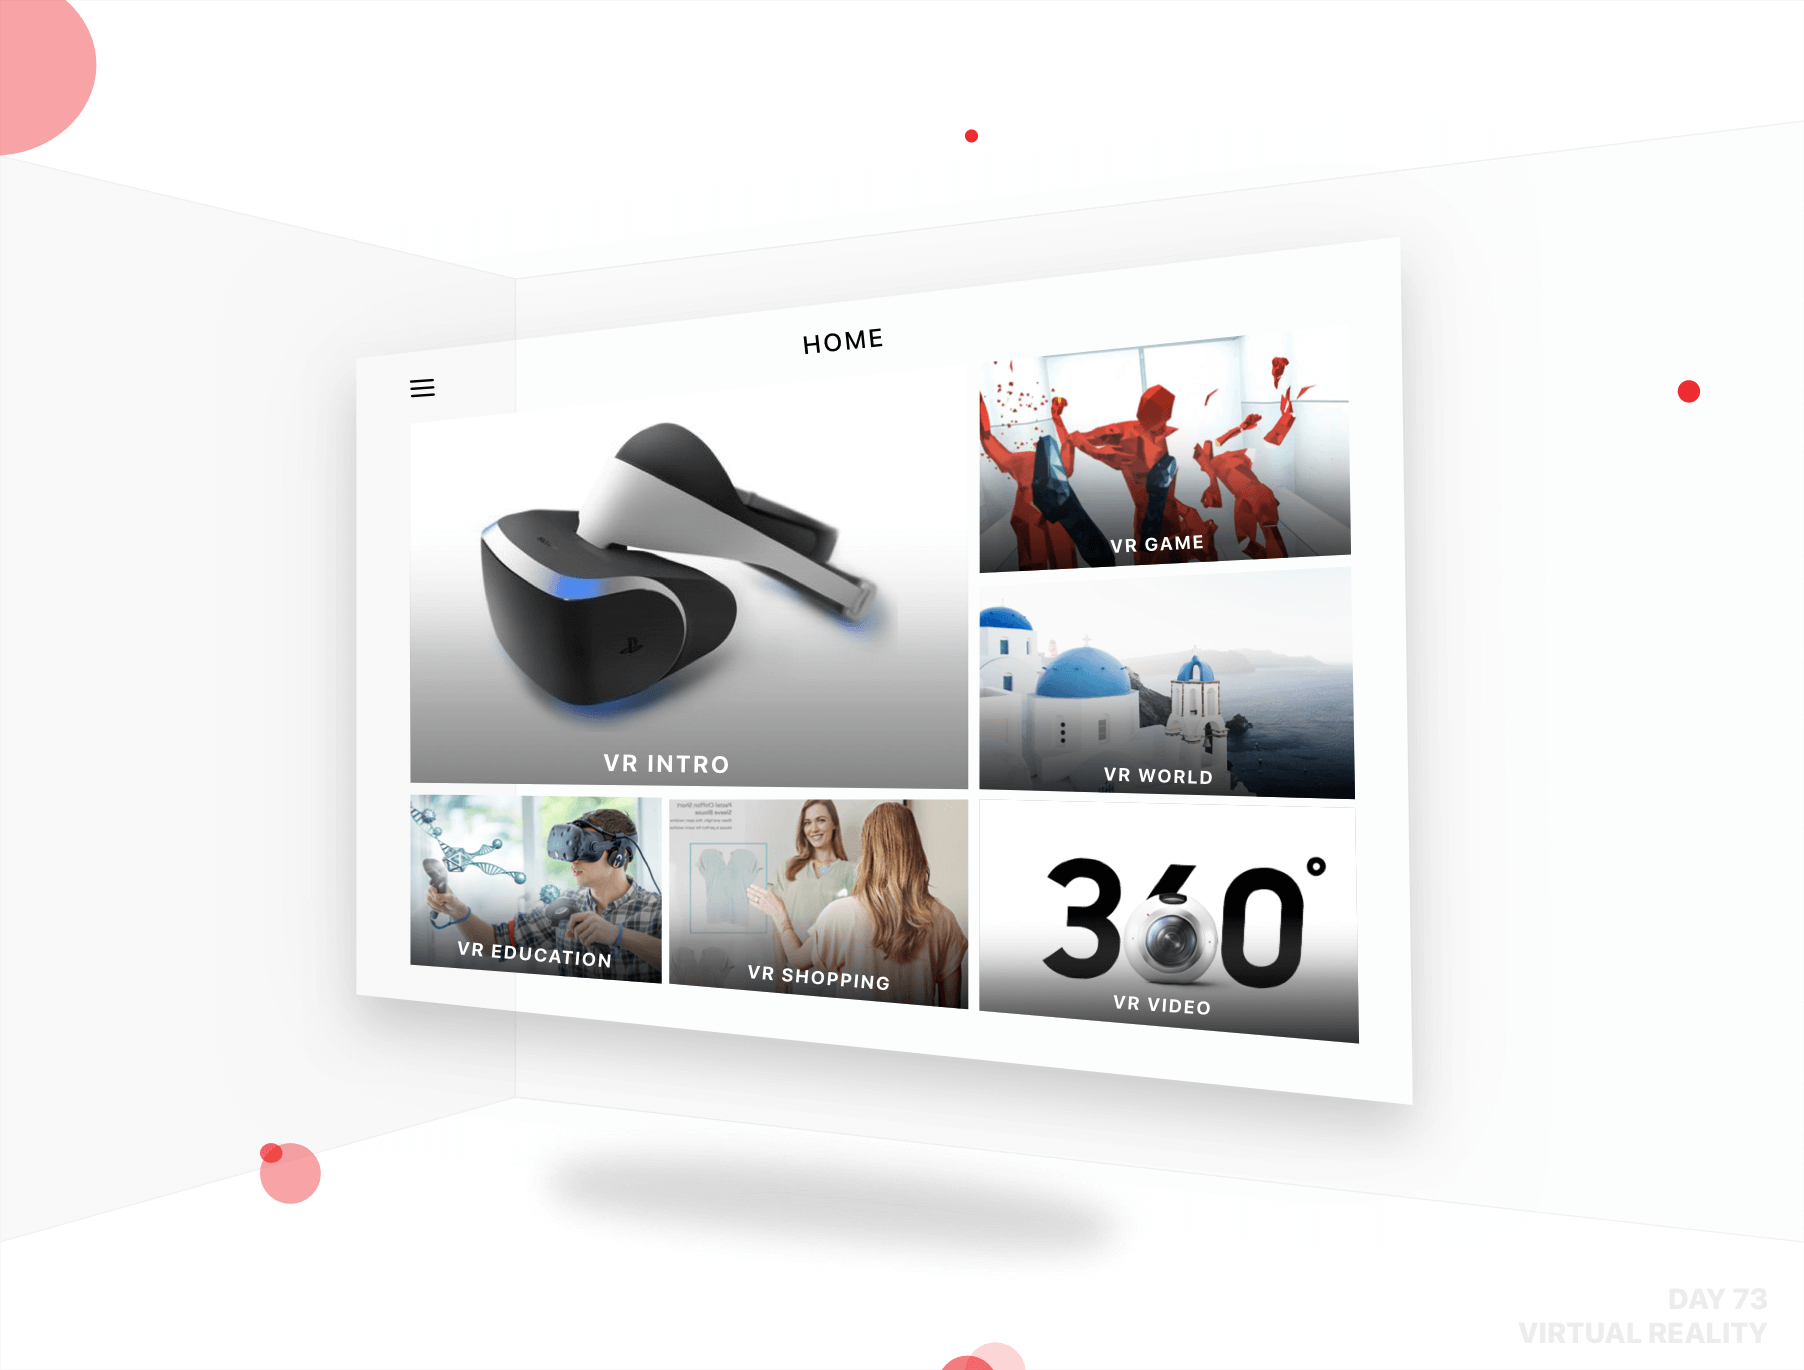 HOME
VR INTRO
VR GAME
VR WORLD
VR EDUCATION
VR SHOPPING
360°
VR VIDEO
DAY 73
VIRTUAL REALITY